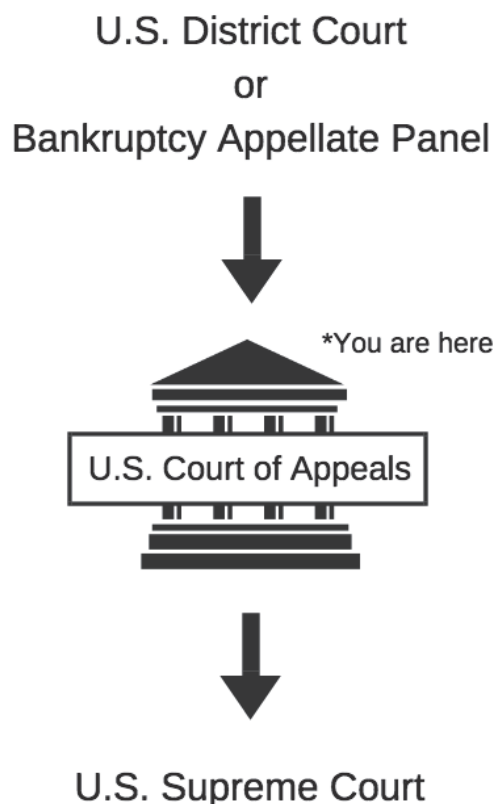 U.S. District Court
or
Bankruptcy Appellate Panel
*You are here
U.S. Court of Appeals
U.S. Supreme Court